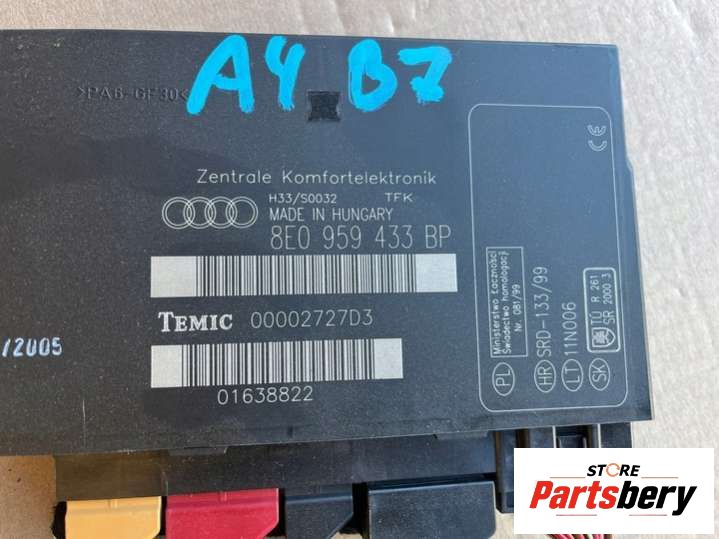 A4 B7
>PA6-GF30<
Zentrale Komfortelektronik
H33/S0032 TFK
MADE IN HUNGARY
8E0 959 433 BP
TEMIC 00002727D3
01638822
/2005
PL Ministerstwo Łączności
Świadectwo homologacji
Nr. 081/99
HR SRD-133/99
LT 11N006
SK TÚ R 261
SR 2000 3
CE
STORE
Partsbery